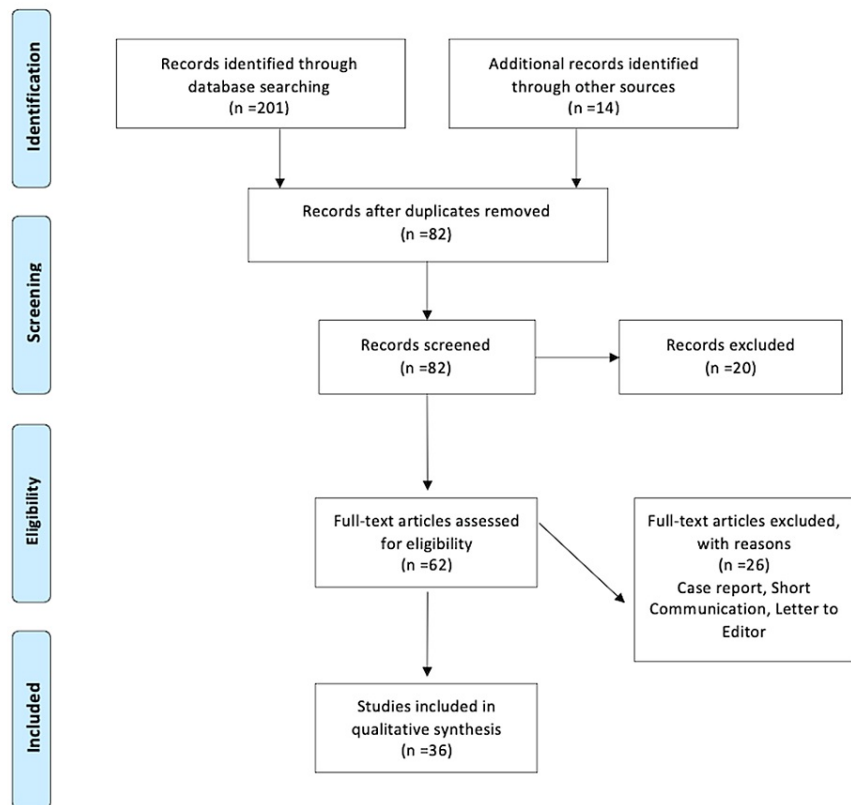 Identification
Records identified through
database searching
(n =201)
Additional records identified
through other sources
(n =14)
Records after duplicates removed
(n =82)
Screening
Records screened
(n =82)
Records excluded
(n =20)
Eligibility
Full-text articles assessed
for eligibility
(n =62)
Full-text articles excluded,
with reasons
(n =26)
Case report, Short
Communication, Letter to
Editor
Included
Studies included in
qualitative synthesis
(n =36)